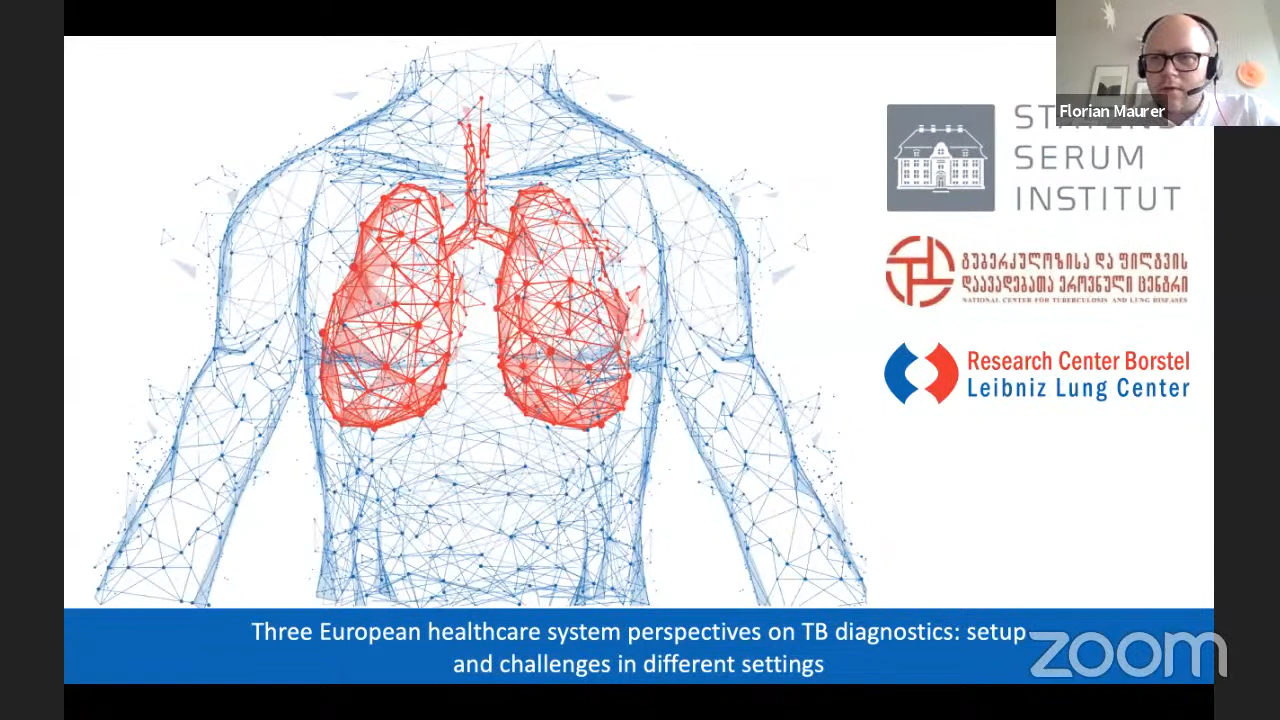 Florian Maurer
SERUM
INSTITUT
ᲢᲣᲑᲔᲠᲙᲣᲚᲝᲖᲘᲡᲐ ᲓᲐ ᲤᲘᲚᲢᲕᲘᲡ
ᲓᲐᲐᲕᲐᲓᲔᲑᲐᲗᲐ ᲔᲠᲝᲕᲜᲣᲚᲘ ᲪᲔᲜᲢᲠᲘ
NATIONAL CENTER FOR TUBERCULOSIS AND LUNG DISEASES
Research Center Borstel
Leibniz Lung Center
Three European healthcare system perspectives on TB diagnostics: setup
and challenges in different settings
zoom